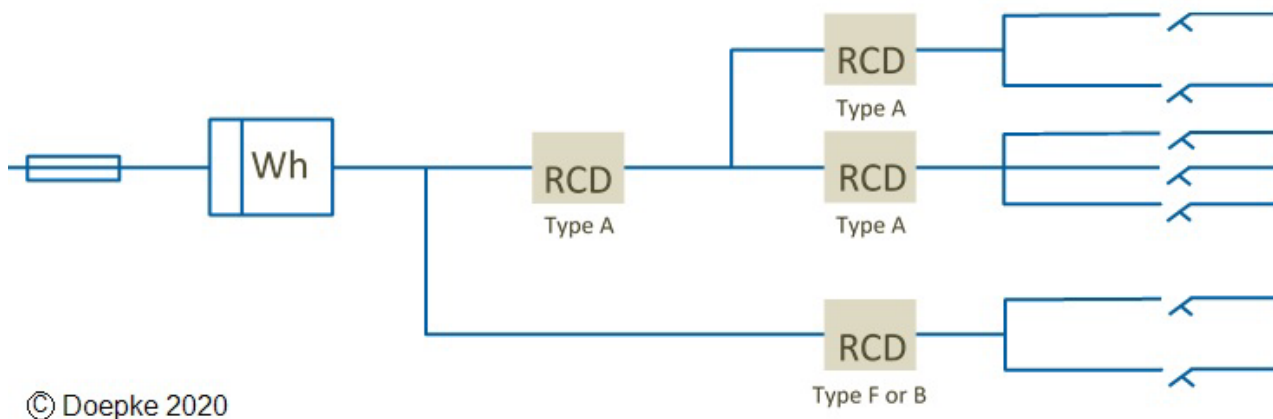 RCD
Type A
Wh
RCD
Type A
RCD
Type A
RCD
Type F or B
© Doepke 2020